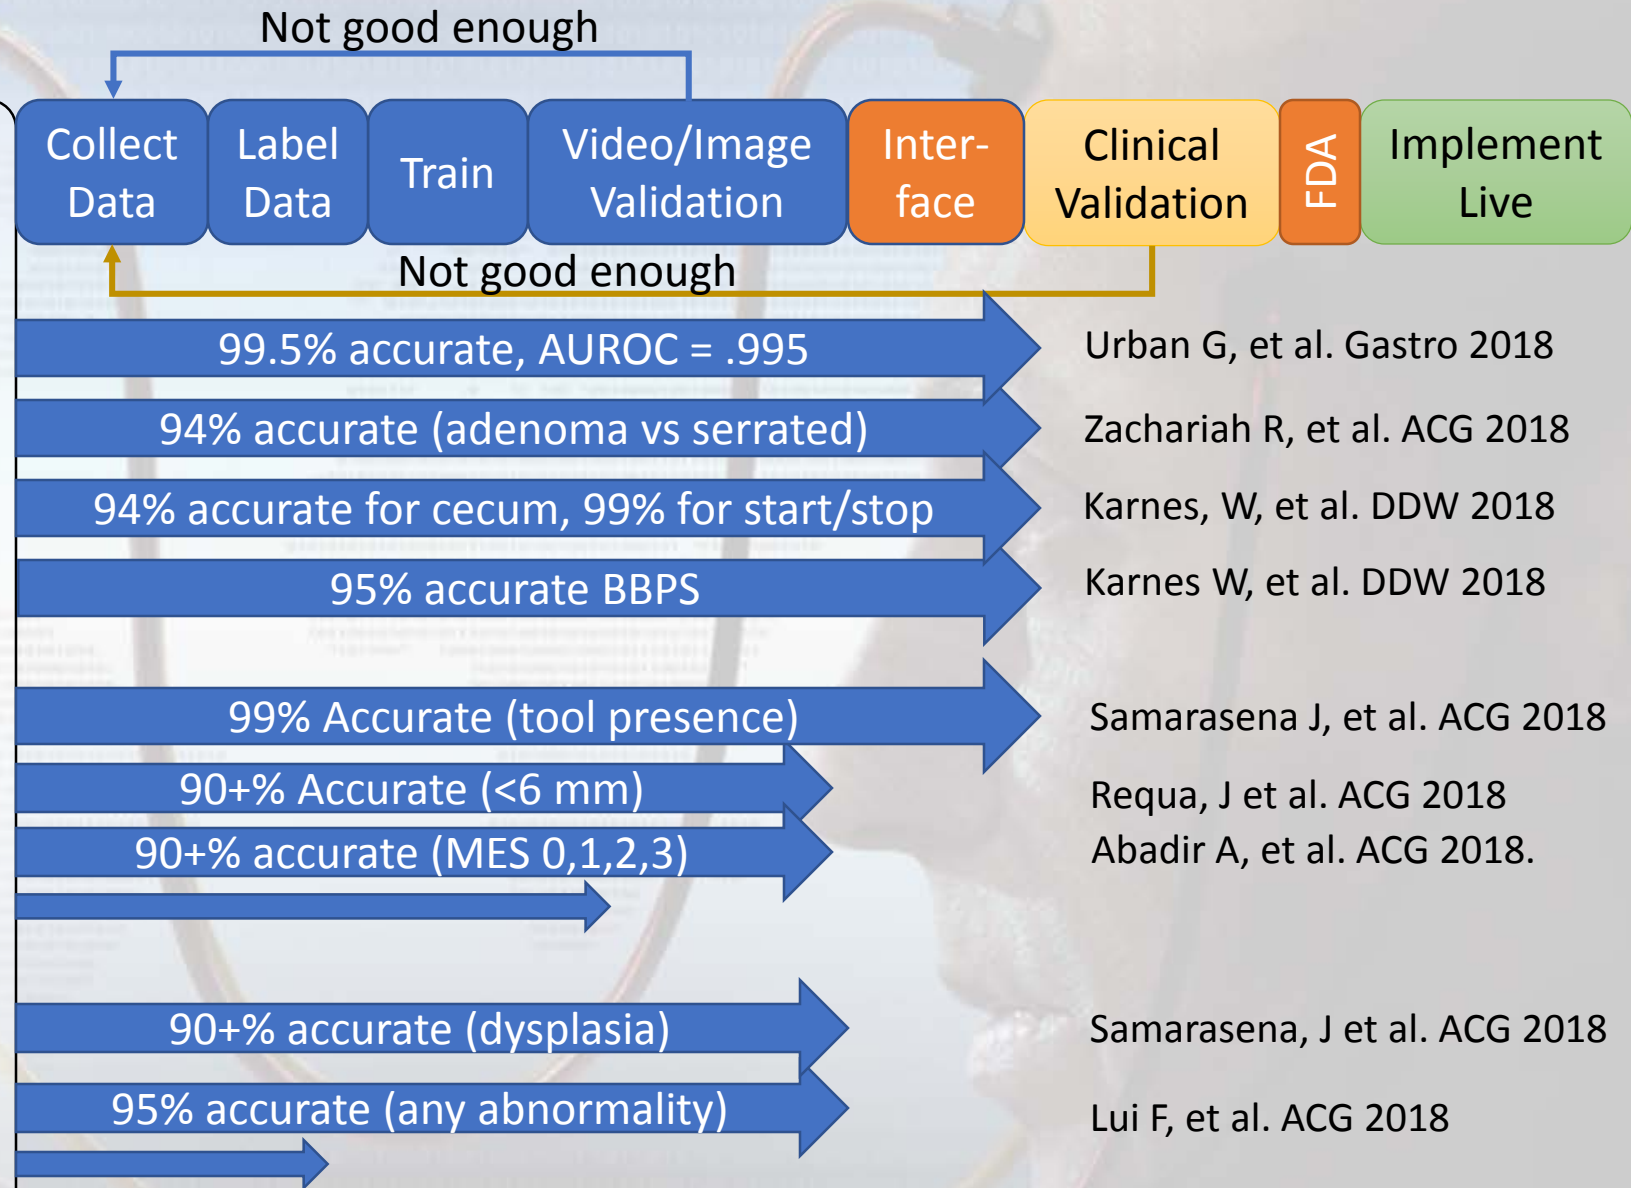 Not good enough
Collect
Data
Label
Data
Train
Video/Image
Validation
Inter-
face
Clinical
Validation
FDA
Implement
Live
Not good enough
99.5% accurate, AUROC = .995
Urban G, et al. Gastro 2018
94% accurate (adenoma vs serrated)
Zachariah R, et al. ACG 2018
94% accurate for cecum, 99% for start/stop
Karnes, W, et al. DDW 2018
95% accurate BBPS
Karnes W, et al. DDW 2018
99% Accurate (tool presence)
Samarasena J, et al. ACG 2018
90+% Accurate (<6 mm)
Requa, J et al. ACG 2018
90+% accurate (MES 0,1,2,3)
Abadir A, et al. ACG 2018.
90+% accurate (dysplasia)
Samarasena, J et al. ACG 2018
95% accurate (any abnormality)
Lui F, et al. ACG 2018